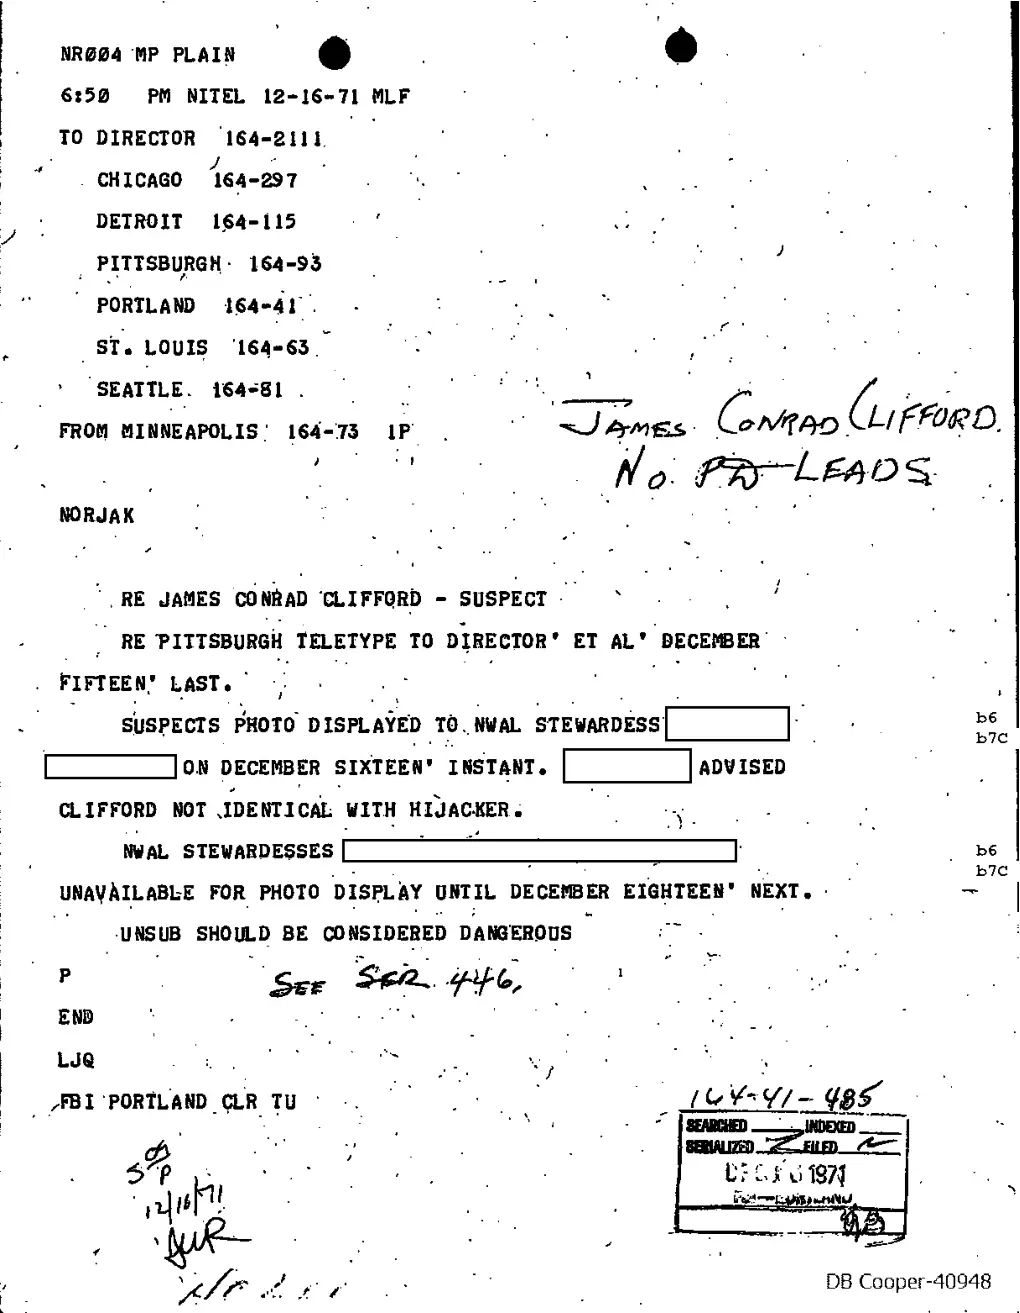 NR004 MP PLAIN
6:50 PM NITEL 12-16-71 MLF
TO DIRECTOR 164-2111
CHICAGO 164-297
DETROIT 164-115
PITTSBURGH 164-93
PORTLAND 164-41
ST. LOUIS 164-63
SEATTLE 164-81
FROM MINNEAPOLIS 164-73 1P
JAMES CONRAD CLIFFORD.
NO PD LEADS
NORJAK
RE JAMES CONRAD CLIFFORD - SUSPECT
RE PITTSBURGH TELETYPE TO DIRECTOR' ET AL' DECEMBER
FIFTEEN' LAST.
SUSPECTS PHOTO DISPLAYED TO NWAL STEWARDESS
b6
b7C
ON DECEMBER SIXTEEN' INSTANT. ADVISED
CLIFFORD NOT IDENTICAL WITH HIJACKER.
NWAL STEWARDESSES
b6
b7C
UNAVAILABLE FOR PHOTO DISPLAY UNTIL DECEMBER EIGHTEEN' NEXT.
UNSUB SHOULD BE CONSIDERED DANGEROUS
P
SEE SER. 446,
END
LJQ
FBI PORTLAND CLR TU
164-41-485
SEARCHED INDEXED
SERIALIZED FILED
1971
12/16/71
DB Cooper-40948